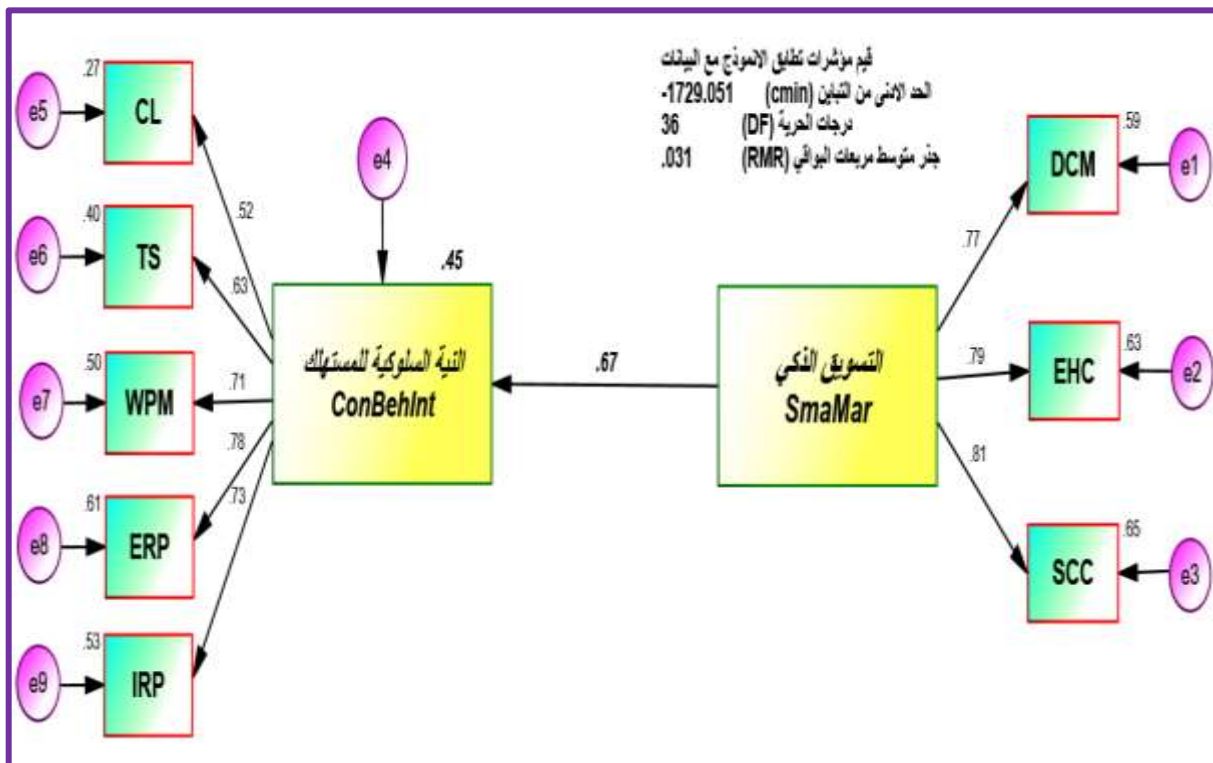 قيم مؤشرات تطابق الانموذج مع البيانات
الحد الادنى من التباين (cmin) -1729.051
درجات الحرية (DF) 36
جذر متوسط مربعات البواقي (RMR) .031
.27
e5
CL
.52
e4
.40
e6
TS
.63
.45
النية السلوكية للمستهلك
ConBehInt
.50
e7
WPM
.71
.61
e8
ERP
.78
.53
e9
IRP
.73
.67
التسويق الذكي
SmaMar
.59
DCM
e1
.77
.63
EHC
e2
.79
.65
SCC
e3
.81